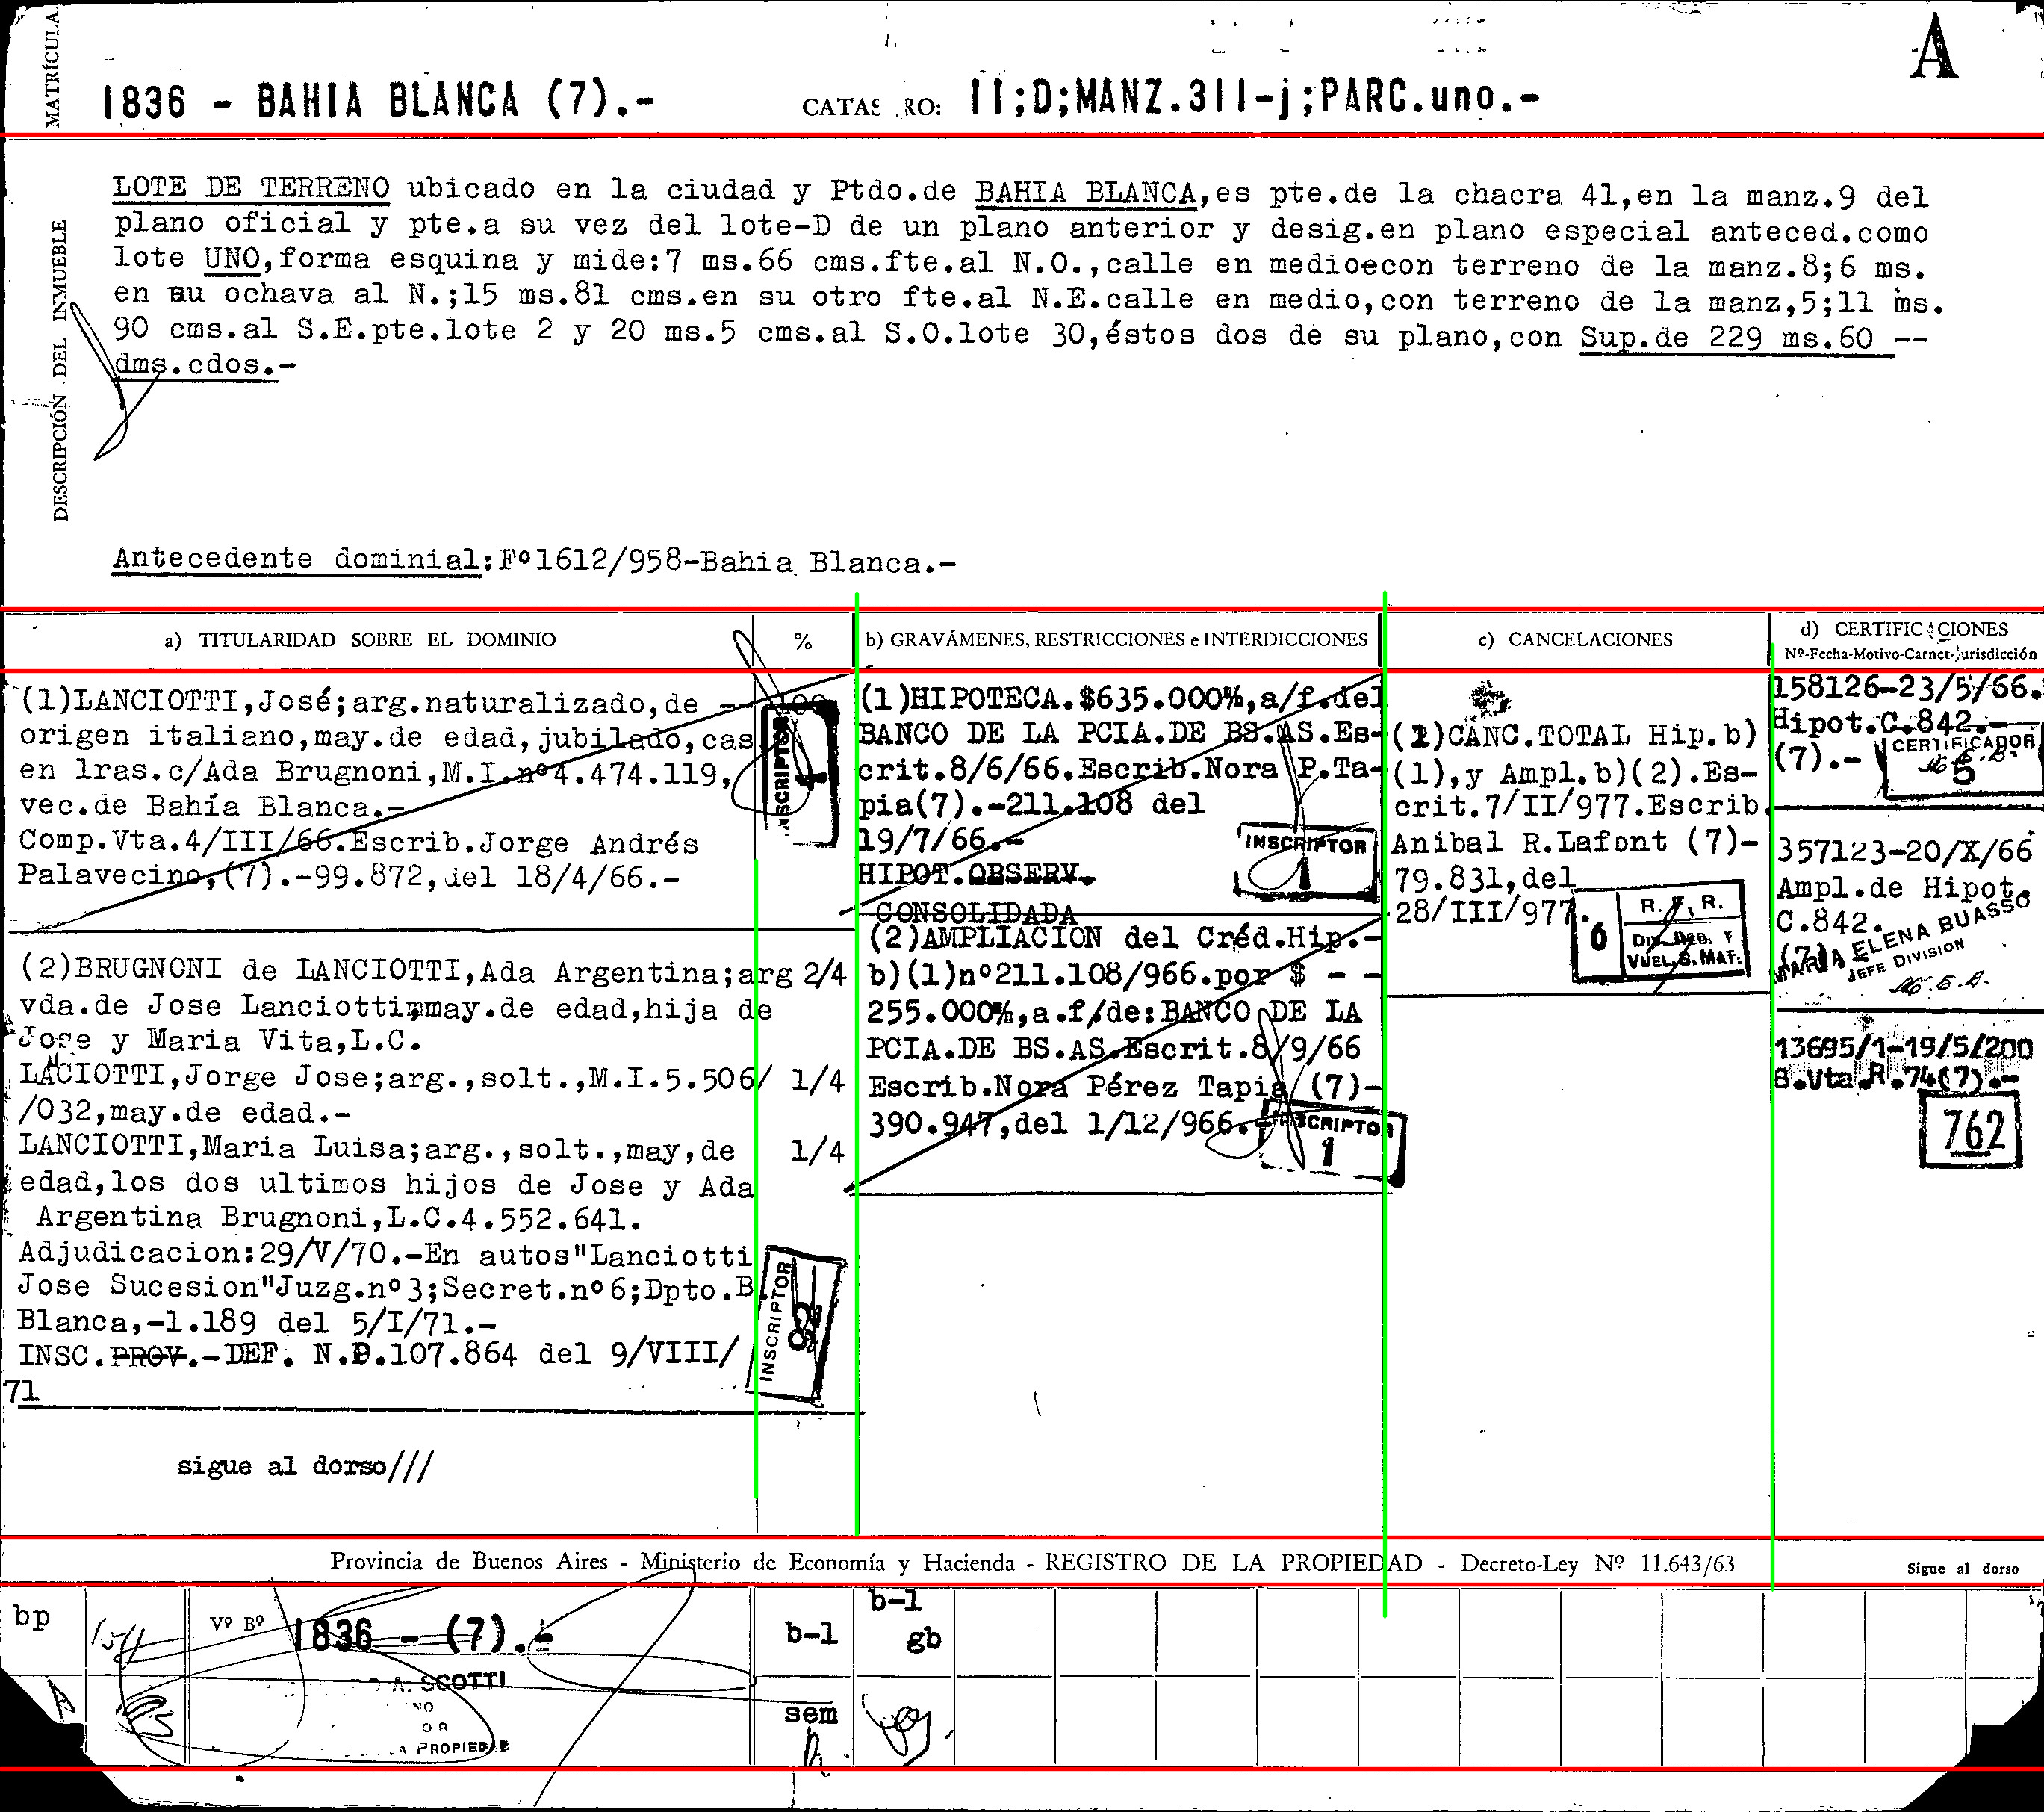 MATRÍCULA
1836 - BAHIA BLANCA (7).-
II;D;MANZ.311-j;PARC.uno.-
A
DESCRIPCIÓN DEL INMUEBLE
LOTE DE TERRENO ubicado en la ciudad y Ptdo.de BAHIA BLANCA,es pte.de la chacra 41,en la manz.9 del
plano oficial y pte.a su vez del lote-D de un plano anterior y desig.en plano especial anteced.como
lote UNO,forma esquina y mide:7 ms.66 cms.fte.al N.O.,calle en medioecon terreno de la manz.8;6 ms.
en su ochava al N.;15 ms.81 cms.en su otro fte.al N.E.calle en medio,con terreno de la manz,5;11 ms.
90 cms.al S.E.pte.lote 2 y 20 ms.5 cms.al S.O.lote 30,éstos dos de su plano,con Sup.de 229 ms.60 --
dms.cdos.-
Antecedente dominial:Fº1612/958-Bahia Blanca.-
a) TITULARIDAD SOBRE EL DOMINIO
%
(1)LANCIOTTI,José;arg.naturalizado,de -
origen italiano,may.de edad,jubilado,cas
en 1ras.c/Ada Brugnoni,M.I.nº4.474.119,
vec.de Bahía Blanca.-
Comp.Vta.4/III/66.Escrib.Jorge Andrés
Palavecino,(7).-99.872,del 18/4/66.-
(2)BRUGNONI de LANCIOTTI,Ada Argentina;arg 2/4
vda.de Jose Lanciotti may.de edad,hija de
Jose y Maria Vita,L.C.
LACIOTTI,Jorge Jose;arg.,solt.,M.I.5.506/ 1/4
/032,may.de edad.-
LANCIOTTI,Maria Luisa;arg.,solt.,may,de 1/4
edad,los dos ultimos hijos de Jose y Ada
Argentina Brugnoni,L.C.4.552.641.
Adjudicacion:29/V/70.-En autos"Lanciotti
Jose Sucesion"Juzg.nº3;Secret.nº6;Dpto.B.
Blanca,-1.189 del 5/I/71.-
INSC.PROV.-DEF. N.D.107.864 del 9/VIII/
71
INSCRIPTOR
sigue al dorso///
b) GRAVÁMENES, RESTRICCIONES e INTERDICCIONES
(1)HIPOTECA.$635.000%,a/f.del
BANCO DE LA PCIA.DE BS.AS.Es-
crit.8/6/66.Escrib.Nora P.Ta-
pia(7).-211.108 del
19/7/66.-
HIPOT.OBSERV.
CONSOLIDADA
INSCRIPTOR
1
(2)AMPLIACION del Créd.Hip.-
b)(1)nº211.108/966.por $ - -
255.000%,a.f/de:BANCO DE LA
PCIA.DE BS.AS.Escrit.8/9/66
Escrib.Nora Pérez Tapia (7)-
390.947,del 1/12/966.-
1
c) CANCELACIONES
CANC.TOTAL Hip.b)
(1),y Ampl.b)(2).Es-
crit.7/II/977.Escrib.
Anibal R.Lafont (7)-
79.831,del
28/III/977.
6
VUEL.S. MAT.
d) CERTIFICACIONES
Nº-Fecha-Motivo-Carnet-Jurisdicción
158126-23/5/66.
Hipot.C.842.-
(7).-
CERTIFICADOR
5
357123-20/X/66
Ampl.de Hipot.
C.842.
(7)
MARIA ELENA BUASSO
JEFE DIVISION
13695/1-19/5/200
8.Vta.R.74(7).-
762
Provincia de Buenos Aires - Ministerio de Economía y Hacienda - REGISTRO DE LA PROPIEDAD - Decreto-Ley Nº 11.643/63
Sigue al dorso
bp
Vº Bº
1836 - (7).-
A. SCOTTI
b-1
b-1
gb
sem